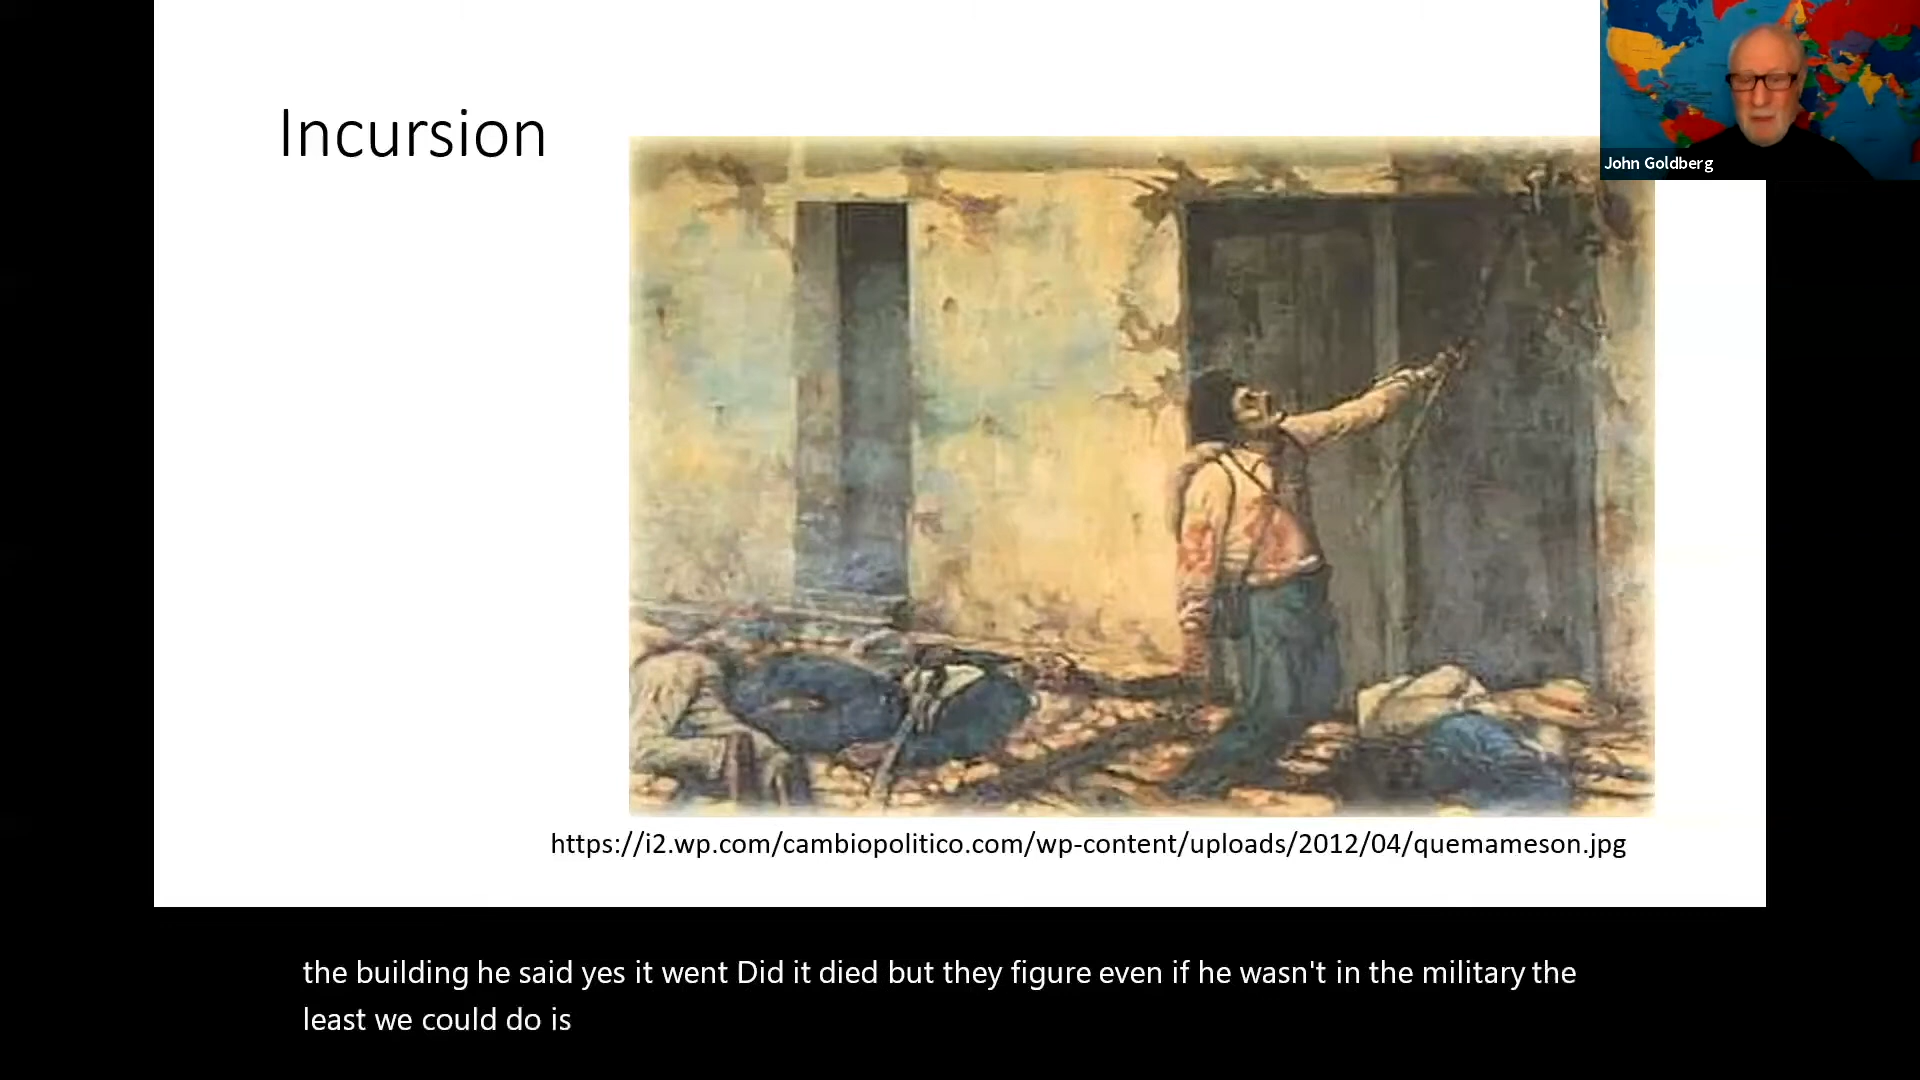 Incursion
John Goldberg
https://i2.wp.com/cambiopolitico.com/wp-content/uploads/2012/04/quemameson.jpg
the building he said yes it went Did it died but they figure even if he wasn't in the military the
least we could do is